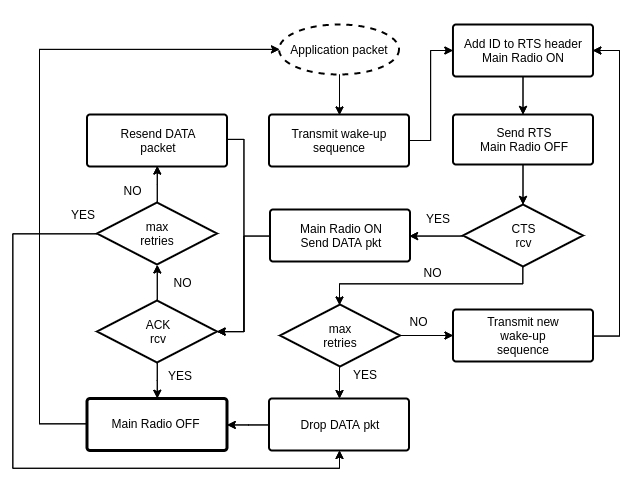 Application packet
Add ID to RTS header
Main Radio ON
Resend DATA
packet
Transmit wake-up
sequence
Send RTS
Main Radio OFF
NO
YES
max
retries
Main Radio ON
Send DATA pkt
YES
CTS
rcv
NO
NO
ACK
rcv
max
retries
NO
Transmit new
wake-up
sequence
YES
YES
Main Radio OFF
Drop DATA pkt